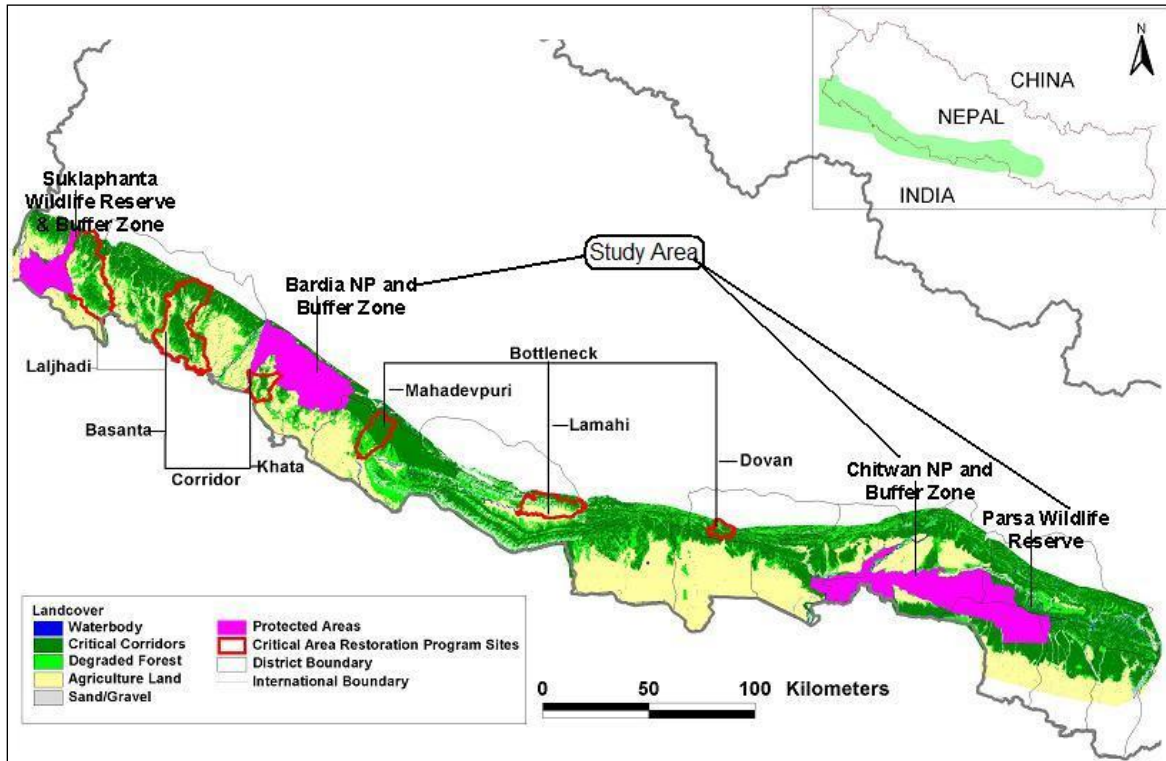 N
CHINA
NEPAL
INDIA
Suklaphanta
Wildlife Reserve
& Buffer Zone
Study Area
Bardia NP and
Buffer Zone
Bottleneck
Laljhadi
Mahadevpuri
Lamahi
Basanta
Khata
Corridor
Dovan
Chitwan NP and
Buffer Zone
Parsa Wildlife
Reserve
Landcover
Waterbody
Critical Corridors
Degraded Forest
Agriculture Land
Sand/Gravel
Protected Areas
Critical Area Restoration Program Sites
District Boundary
International Boundary
0 50 100 Kilometers